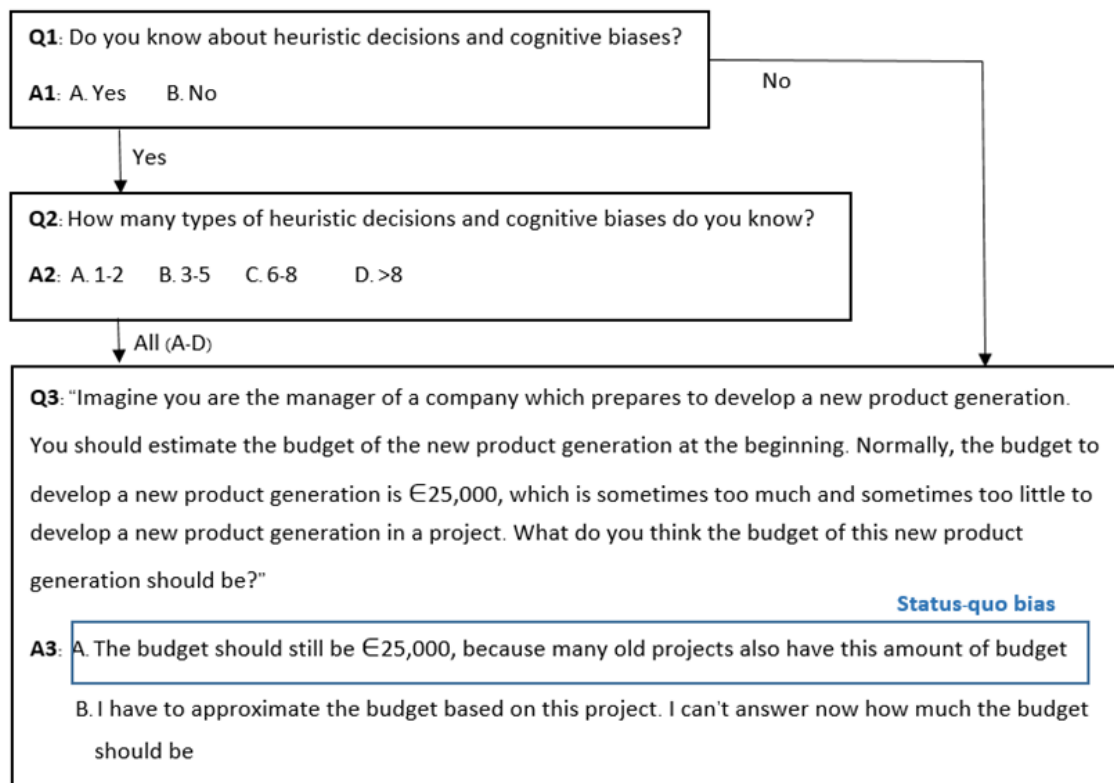 Q1: Do you know about heuristic decisions and cognitive biases?
A1: A. Yes B. No
No
Yes
Q2: How many types of heuristic decisions and cognitive biases do you know?
A2: A. 1-2 B. 3-5 C. 6-8 D. >8
All (A-D)
Q3: “Imagine you are the manager of a company which prepares to develop a new product generation.
You should estimate the budget of the new product generation at the beginning. Normally, the budget to
develop a new product generation is ∈25,000, which is sometimes too much and sometimes too little to
develop a new product generation in a project. What do you think the budget of this new product
generation should be?”
Status-quo bias
A3: A. The budget should still be ∈25,000, because many old projects also have this amount of budget
B. I have to approximate the budget based on this project. I can't answer now how much the budget
should be